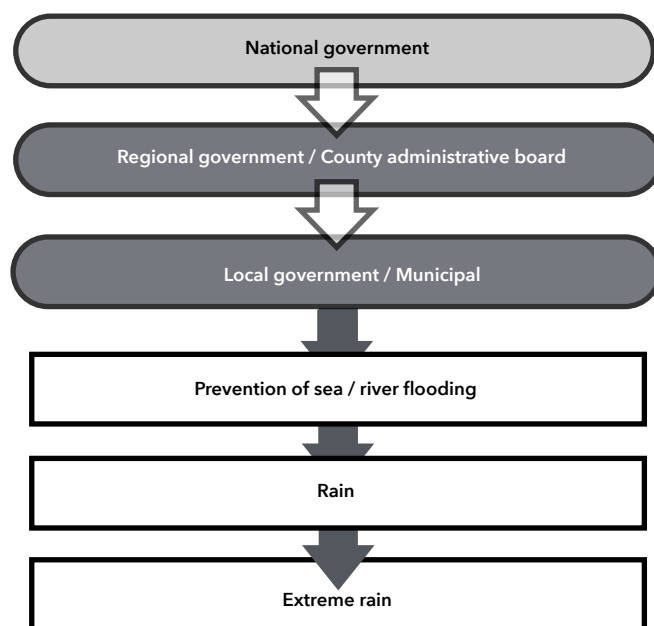 National government
Regional government / County administrative board
Local government / Municipal
Prevention of sea / river flooding
Rain
Extreme rain